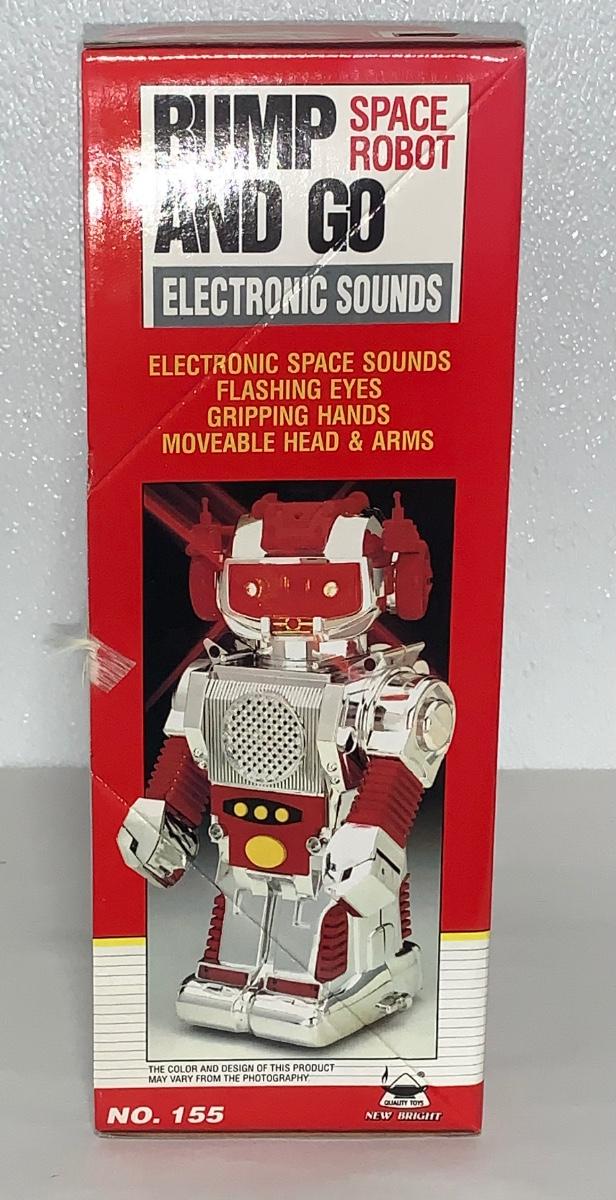 BUMP
SPACE
ROBOT
AND GO
ELECTRONIC SOUNDS
ELECTRONIC SPACE SOUNDS
FLASHING EYES
GRIPPING HANDS
MOVEABLE HEAD & ARMS
THE COLOR AND DESIGN OF THIS PRODUCT
MAY VARY FROM THE PHOTOGRAPHY.
NO. 155
®
QUALITY TOYS
NEW BRIGHT